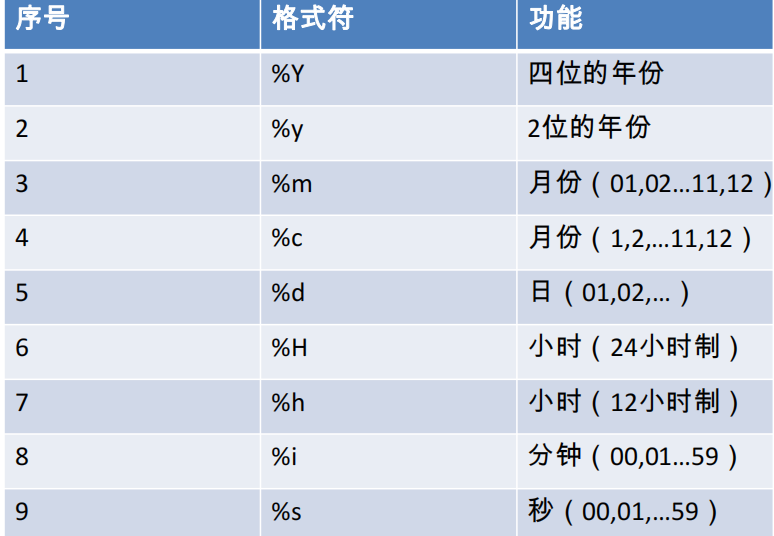 序号 格式符 功能
1 %Y 四位的年份
2 %y 2位的年份
3 %m 月份（01,02…11,12）
4 %c 月份（1,2,…11,12）
5 %d 日（01,02,…）
6 %H 小时（24小时制）
7 %h 小时（12小时制）
8 %i 分钟（00,01…59）
9 %s 秒（00,01,…59）